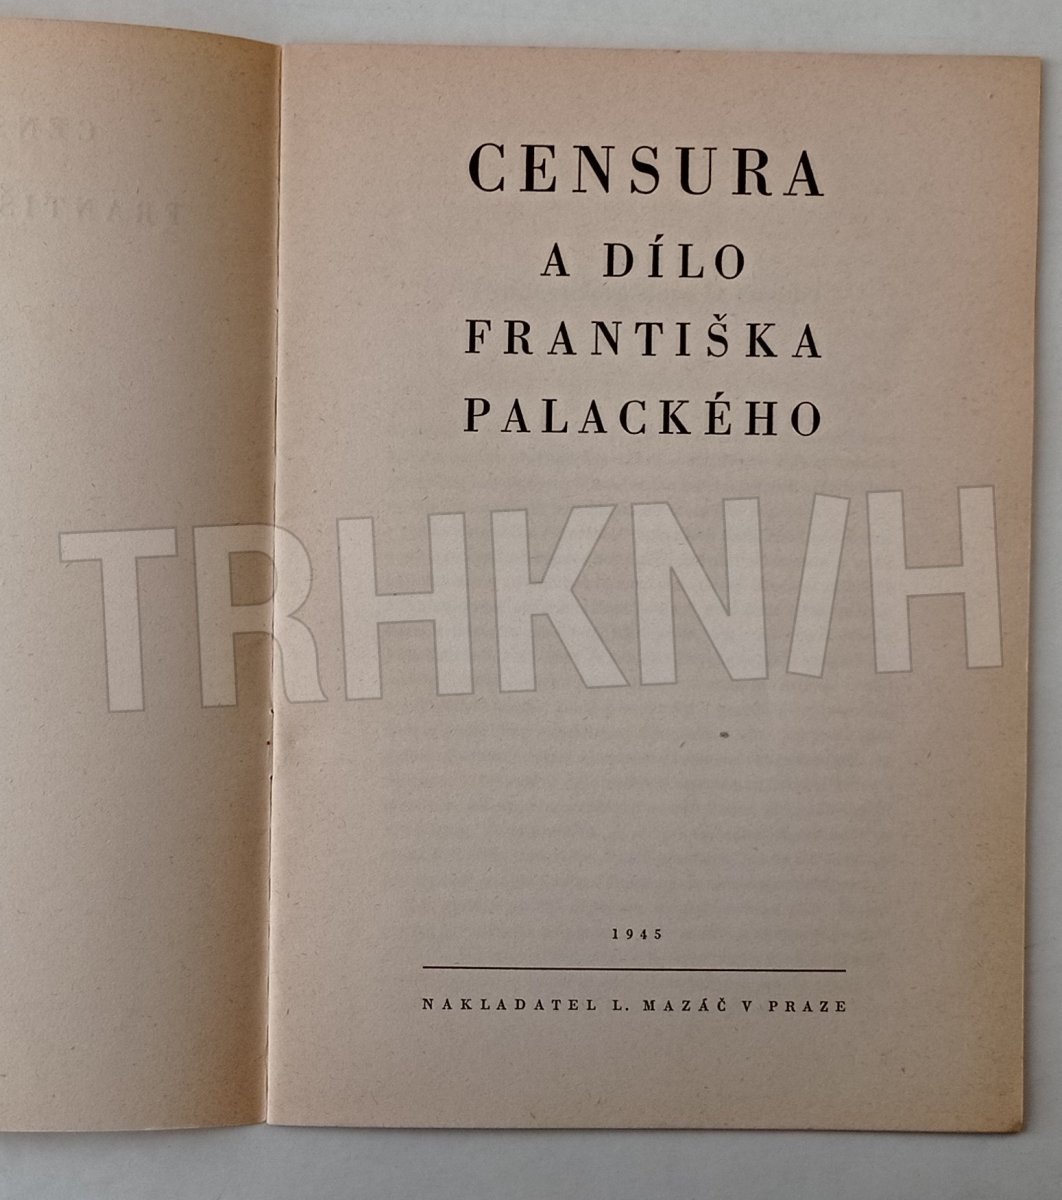 CENSURA
A DÍLO
FRANTIŠKA
PALACKÉHO
TRHKNIH
1945
NAKLADATEL L. MAZÁČ V PRAZE